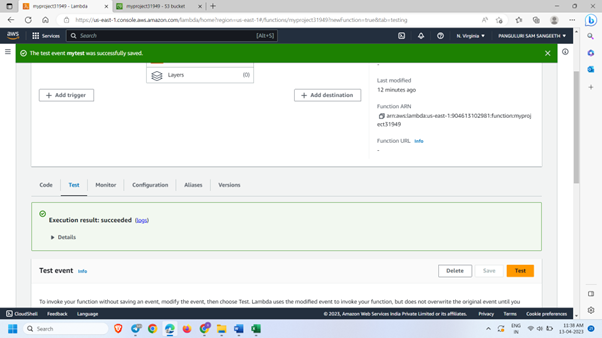 myproject31949 - Lambda
myproject31949 - S3 bucket
https://us-east-1.console.aws.amazon.com/lambda/home?region=us-east-1#/functions/myproject31949?newFunction=true&tab=testing
aws
Services
Search
[Alt+S]
N. Virginia
PANGULURI SAM SANGEETH
The test event mytest was successfully saved.
Layers
(0)
Add trigger
Add destination
-
Last modified
12 minutes ago
Function ARN
arn:aws:lambda:us-east-1:904613102981:function:myproj
ect31949
Function URL Info
-
Code
Test
Monitor
Configuration
Aliases
Versions
Execution result: succeeded (logs)
Details
Test event Info
Delete
Save
Test
To invoke your function without saving an event, modify the event, then choose Test. Lambda uses the modified event to invoke your function, but does not overwrite the original event until you
CloudShell
Feedback
Language
© 2023, Amazon Web Services India Private Limited or its affiliates.
Privacy
Terms
Cookie preferences
Search
ENG
IN
11:38 AM
13-04-2023